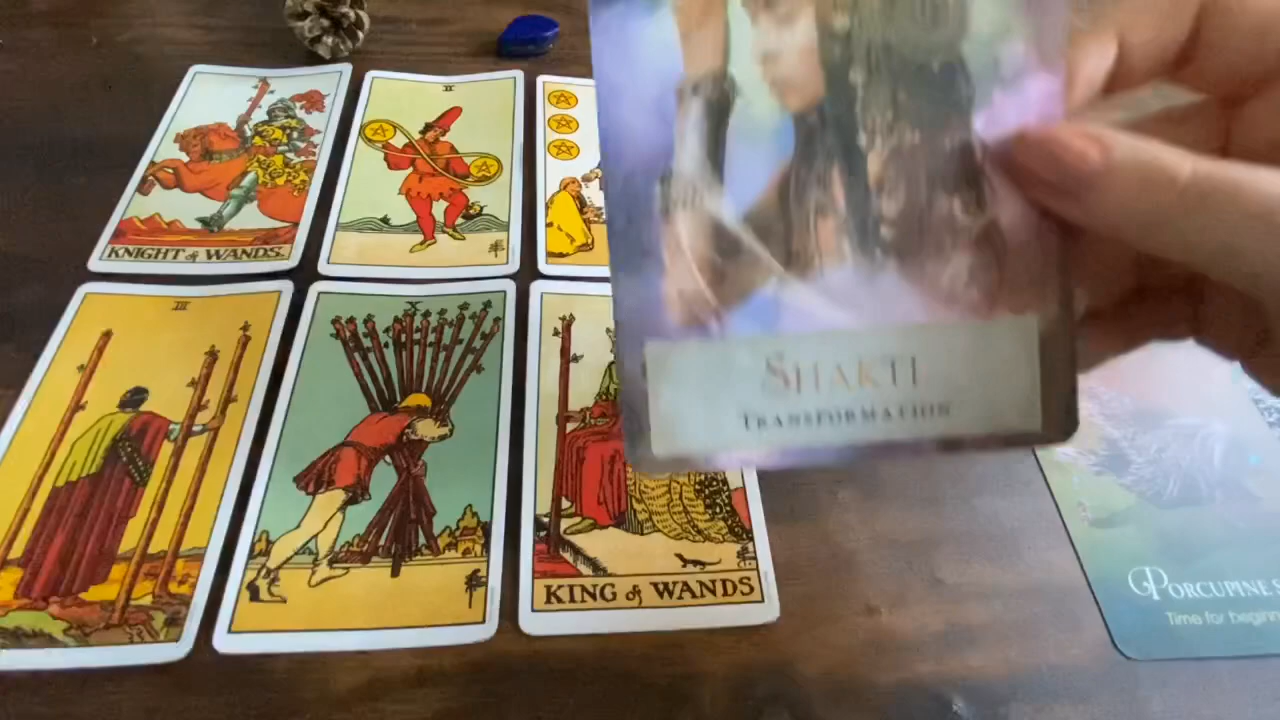 II
KNIGHT of WANDS.
III
X
KING of WANDS
SHAKTI
TRANSFORMATION
PORCUPINE
Time for